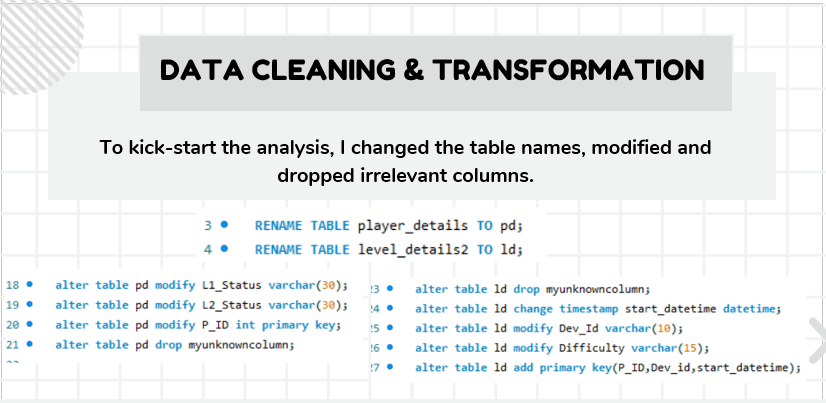 DATA CLEANING & TRANSFORMATION
To kick-start the analysis, I changed the table names, modified and
dropped irrelevant columns.
3 RENAME TABLE player_details TO pd;
4 RENAME TABLE level_details2 TO ld;
18 alter table pd modify L1_Status varchar(30);
19 alter table pd modify L2_Status varchar(30);
20 alter table pd modify P_ID int primary key;
21 alter table pd drop myunknowncolumn;
23 alter table ld drop myunknowncolumn;
24 alter table ld change timestamp start_datetime datetime;
25 alter table ld modify Dev_Id varchar(10);
26 alter table ld modify Difficulty varchar(15);
27 alter table ld add primary key(P_ID,Dev_id,start_datetime);